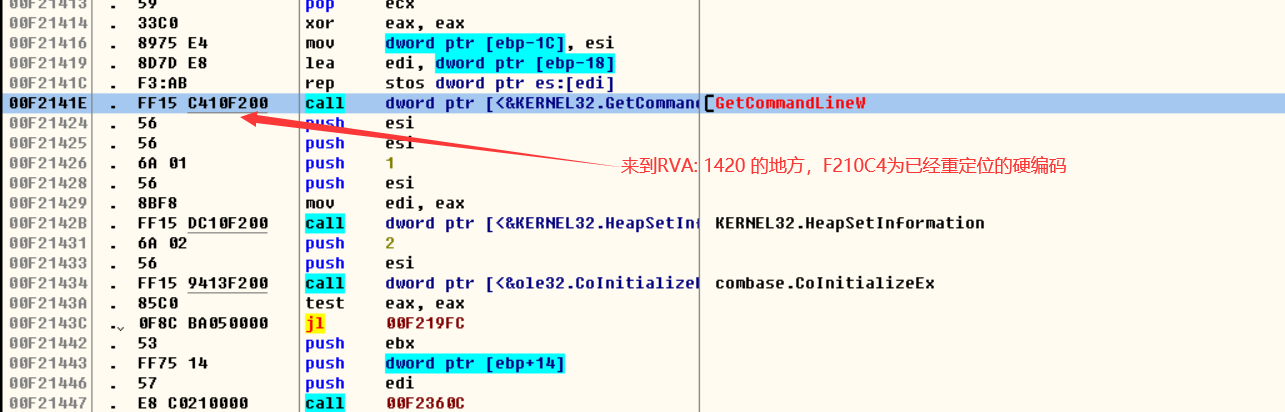 00F21413 . 59 pop ecx
00F21414 . 33C0 xor eax, eax
00F21416 . 8975 E4 mov dword ptr [ebp-1C], esi
00F21419 . 8D7D E8 lea edi, dword ptr [ebp-18]
00F2141C . F3:AB rep stos dword ptr es:[edi]
00F2141E . FF15 C410F200 call dword ptr [<&KERNEL32.GetComman GetCommandLineW
00F21424 . 56 push esi
00F21425 . 56 push esi
00F21426 . 6A 01 push 1
来到RVA: 1420 的地方，F210C4为已经重定位的硬编码
00F21428 . 56 push esi
00F21429 . 8BF8 mov edi, eax
00F2142B . FF15 DC10F200 call dword ptr [<&KERNEL32.HeapSetIn KERNEL32.HeapSetInformation
00F21431 . 6A 02 push 2
00F21433 . 56 push esi
00F21434 . FF15 9413F200 call dword ptr [<&ole32.CoInitialize combase.CoInitializeEx
00F2143A . 85C0 test eax, eax
00F2143C . 0F8C BA050000 jl 00F219FC
00F21442 . 53 push ebx
00F21443 . FF75 14 push dword ptr [ebp+14]
00F21446 . 57 push edi
00F21447 . E8 C0210000 call 00F2360C